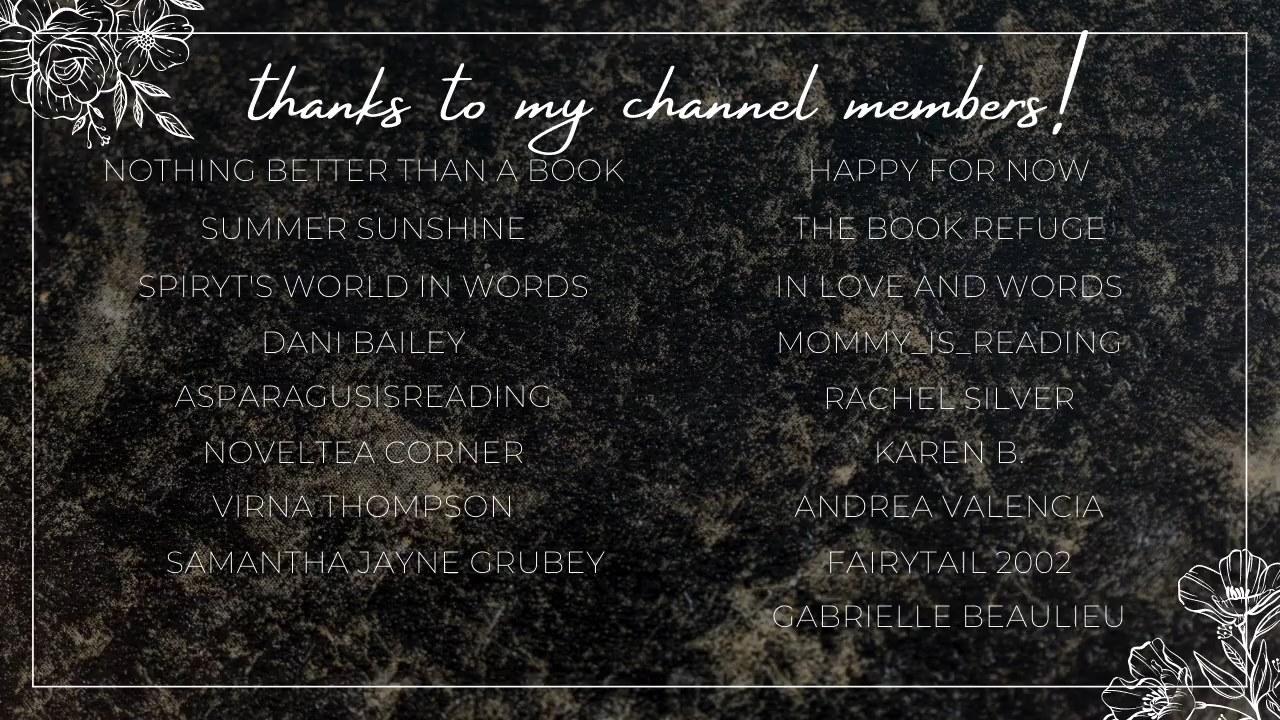 thanks to my channel members!
NOTHING BETTER THAN A BOOK
SUMMER SUNSHINE
SPIRYT'S WORLD IN WORDS
DANI BAILEY
ASPARAGUSISREADING
NOVELTEA CORNER
VIRNA THOMPSON
SAMANTHA JAYNE GRUBEY
HAPPY FOR NOW
THE BOOK REFUGE
IN LOVE AND WORDS
MOMMY_IS_READING
RACHEL SILVER
KAREN B.
ANDREA VALENCIA
FAIRYTAIL 2002
GABRIELLE BEAULIEU